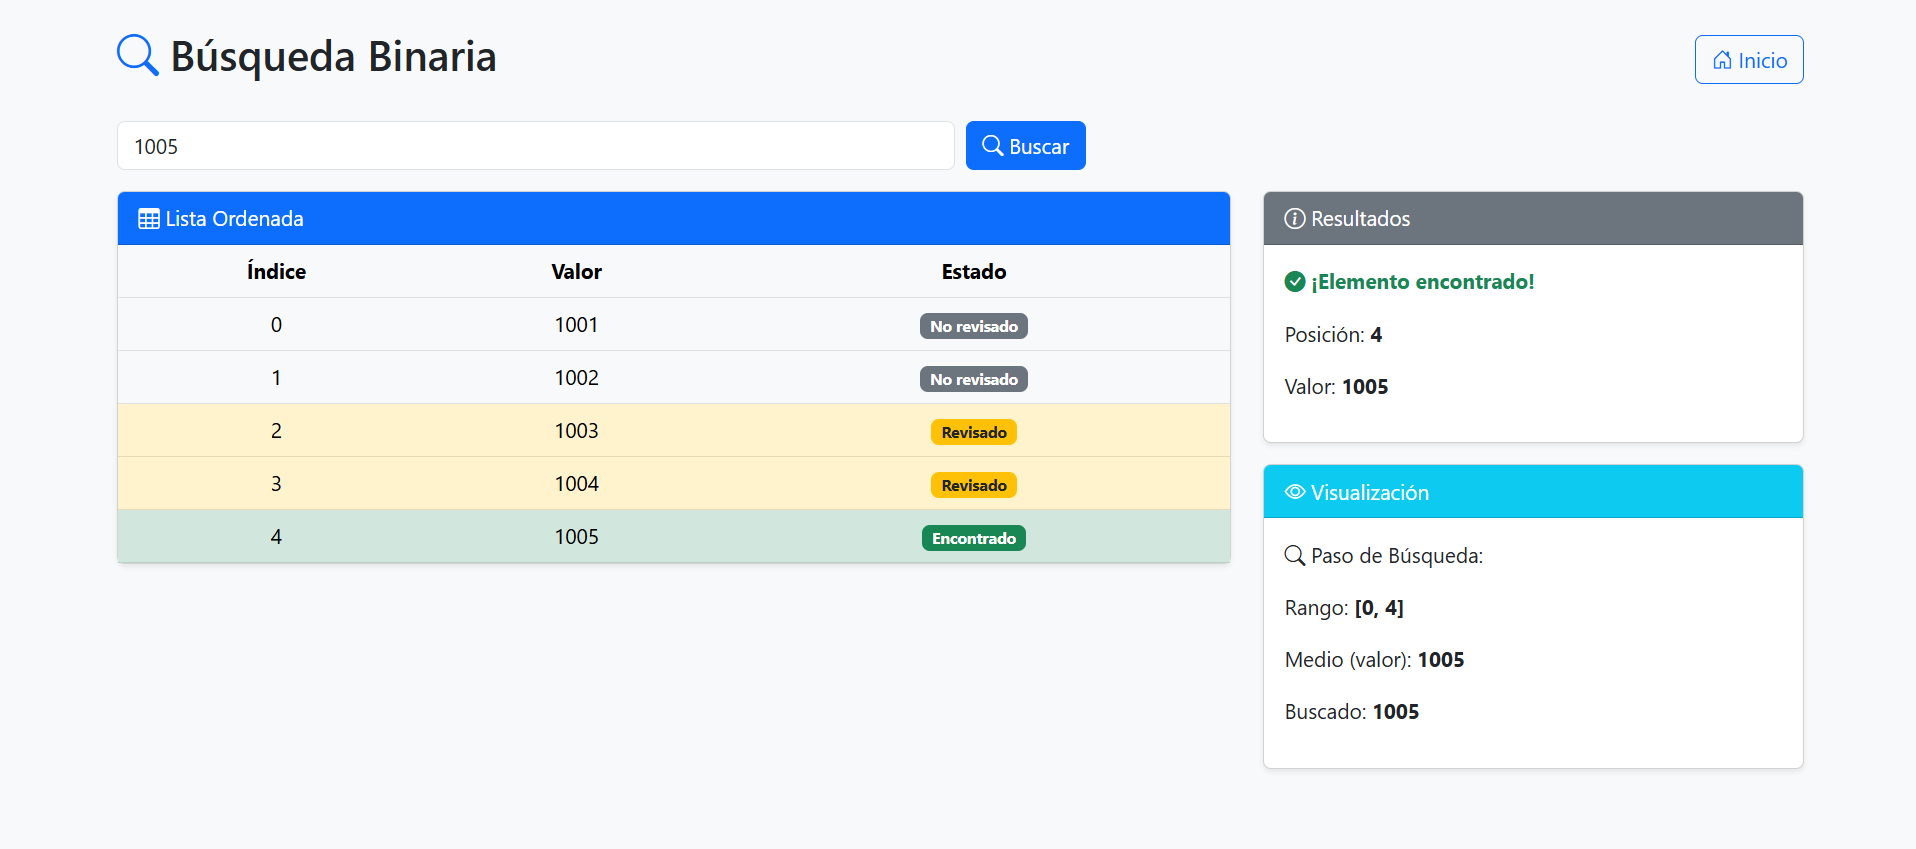 Búsqueda Binaria
Inicio
1005
Buscar
Lista Ordenada
Índice Valor Estado
0 1001 No revisado
1 1002 No revisado
2 1003 Revisado
3 1004 Revisado
4 1005 Encontrado
Resultados
¡Elemento encontrado!
Posición: 4
Valor: 1005
Visualización
Paso de Búsqueda:
Rango: [0, 4]
Medio (valor): 1005
Buscado: 1005